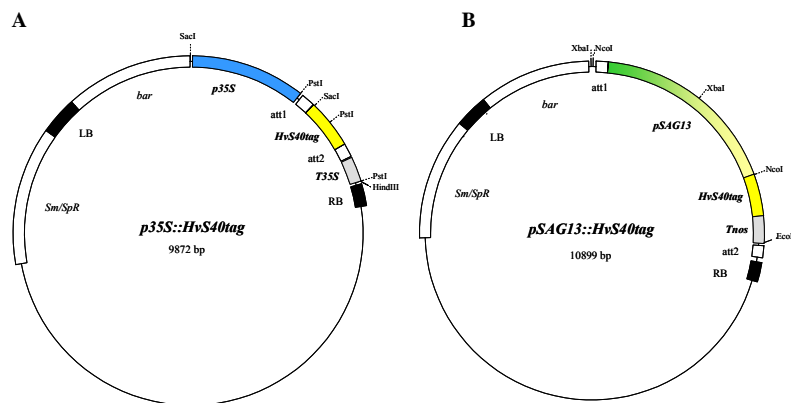 A
SacI
p35S
PstI
att1
SacI
PstI
HvS40tag
att2
T35S
PstI
HindIII
RB
bar
LB
Sm/SpR
p35S::HvS40tag
9872 bp
B
XbaI
NcoI
att1
XbaI
pSAG13
NcoI
HvS40tag
Tnos
EcoI
att2
RB
bar
LB
Sm/SpR
pSAG13::HvS40tag
10899 bp